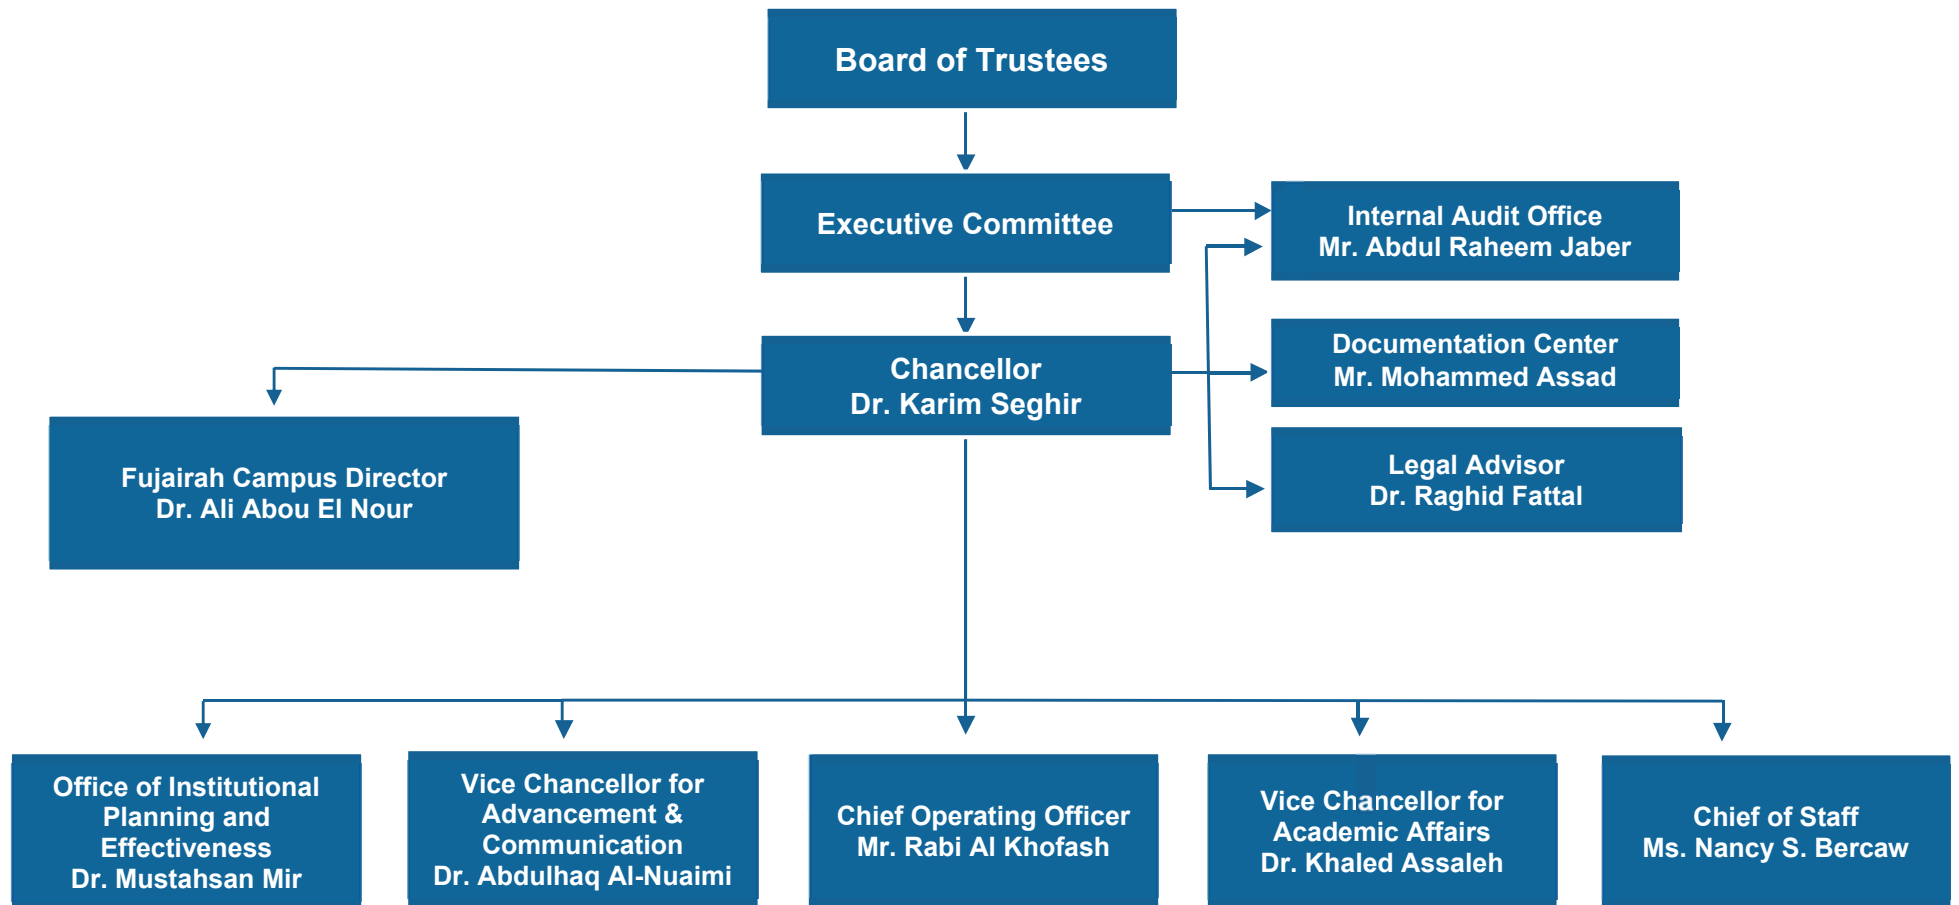 Board of Trustees
Executive Committee
Internal Audit Office
Mr. Abdul Raheem Jaber
Chancellor
Dr. Karim Seghir
Documentation Center
Mr. Mohammed Assad
Legal Advisor
Dr. Raghid Fattal
Fujairah Campus Director
Dr. Ali Abou El Nour
Office of Institutional
Planning and
Effectiveness
Dr. Mustahsan Mir
Vice Chancellor for
Advancement &
Communication
Dr. Abdulhaq Al-Nuaimi
Chief Operating Officer
Mr. Rabi Al Khofash
Vice Chancellor for
Academic Affairs
Dr. Khaled Assaleh
Chief of Staff
Ms. Nancy S. Bercaw